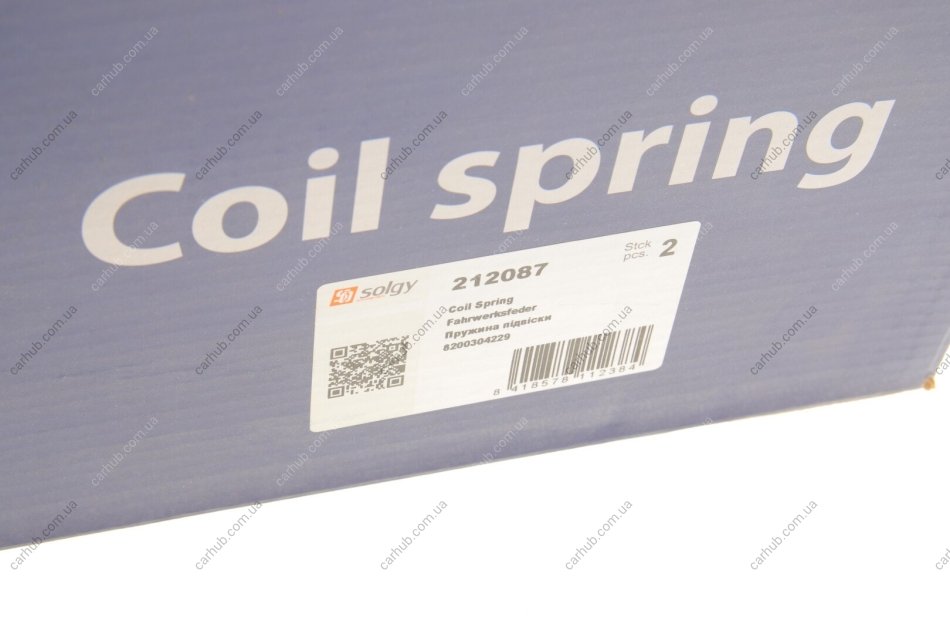 Coil spring
solgy
212087
Stck
pcs. 2
Coil Spring
Fahrwerksfeder
Пружина підвіски
8200304229
8 418578 112384
carhub.com.ua